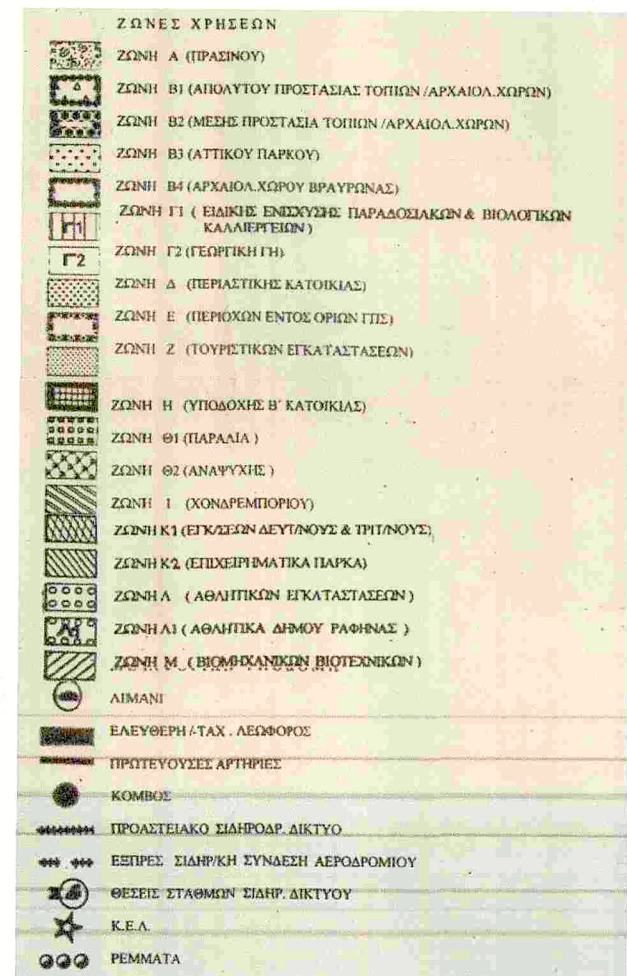 ΖΩΝΕΣ ΧΡΗΣΕΩΝ
ΖΩΝΗ Α (ΠΡΑΣΙΝΟΥ)
ΖΩΝΗ Β1 (ΑΠΟΛΥΤΟΥ ΠΡΟΣΤΑΣΙΑΣ ΤΟΠΙΩΝ /ΑΡΧΑΙΟΛ.ΧΩΡΩΝ)
ΖΩΝΗ Β2 (ΜΕΣΗΣ ΠΡΟΣΤΑΣΙΑ ΤΟΠΙΩΝ /ΑΡΧΑΙΟΛ.ΧΩΡΩΝ)
ΖΩΝΗ Β3 (ΑΤΤΙΚΟΥ ΠΑΡΚΟΥ)
ΖΩΝΗ Β4 (ΑΡΧΑΙΟΛ.ΧΩΡΟΥ ΒΡΑΥΡΩΝΑΣ)
Γ1 ΖΩΝΗ Γ1 ( ΕΙΔΙΚΗΣ ΕΝΙΣΧΥΣΗΣ ΠΑΡΑΔΟΣΙΑΚΩΝ & ΒΙΟΛΟΓΙΚΩΝ
ΚΑΛΛΙΕΡΓΕΙΩΝ )
Γ2 ΖΩΝΗ Γ2 (ΓΕΩΡΓΙΚΗ ΓΗ)
ΖΩΝΗ Δ (ΠΕΡΙΑΣΤΙΚΗΣ ΚΑΤΟΙΚΙΑΣ)
ΖΩΝΗ Ε (ΠΕΡΙΟΧΩΝ ΕΝΤΟΣ ΟΡΙΩΝ ΓΠΣ)
ΖΩΝΗ Ζ (ΤΟΥΡΙΣΤΙΚΩΝ ΕΓΚΑΤΑΣΤΑΣΕΩΝ)
ΖΩΝΗ Η (ΥΠΟΔΟΧΗΣ Β΄ ΚΑΤΟΙΚΙΑΣ)
ΖΩΝΗ Θ1 (ΠΑΡΑΛΙΑ )
ΖΩΝΗ Θ2 (ΑΝΑΨΥΧΗΣ )
ΖΩΝΗ Ι (ΧΟΝΔΡΕΜΠΟΡΙΟΥ)
ΖΩΝΗ Κ1 (ΕΓΚ/ΣΕΩΝ ΔΕΥΤ/ΝΟΥΣ & ΤΡΙΤ/ΝΟΥΣ)
ΖΩΝΗ Κ2 (ΕΠΙΧΕΙΡΗΜΑΤΙΚΑ ΠΑΡΚΑ)
ΖΩΝΗ Λ ( ΑΘΛΗΤΙΚΩΝ ΕΓΚΑΤΑΣΤΑΣΕΩΝ )
ΖΩΝΗ Λ1 ( ΑΘΛΗΤΙΚΑ ΔΗΜΟΥ ΡΑΦΗΝΑΣ )
ΖΩΝΗ Μ ( ΒΙΟΜΗΧΑΝΙΚΩΝ ΒΙΟΤΕΧΝΙΚΩΝ )
ΛΙΜΑΝΙ
ΕΛΕΥΘΕΡΗ /-ΤΑΧ . ΛΕΩΦΟΡΟΣ
ΠΡΩΤΕΥΟΥΣΕΣ ΑΡΤΗΡΙΕΣ
ΚΟΜΒΟΣ
ΠΡΟΑΣΤΕΙΑΚΟ ΣΙΔΗΡΟΔΡ. ΔΙΚΤΥΟ
ΕΞΠΡΕΣ ΣΙΔΗΡ/ΚΗ ΣΥΝΔΕΣΗ ΑΕΡΟΔΡΟΜΙΟΥ
ΘΕΣΕΙΣ ΣΤΑΘΜΩΝ ΣΙΔΗΡ. ΔΙΚΤΥΟΥ
Κ.Ε.Λ.
ΡΕΜΜΑΤΑ